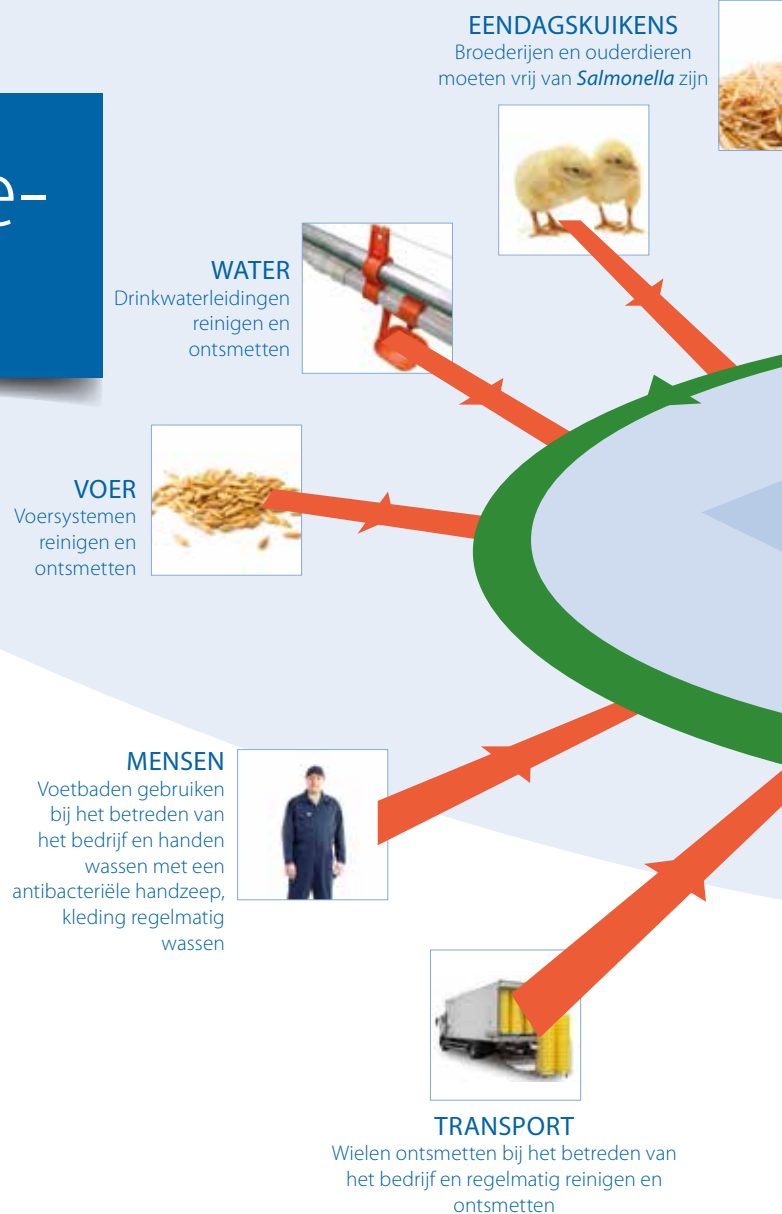 EENDAGSKUIKENS
Broederijen en ouderdieren
moeten vrij van Salmonella zijn
e-
WATER
Drinkwaterleidingen
reinigen en
ontsmetten
VOER
Voersystemen
reinigen en
ontsmetten
MENSEN
Voetbaden gebruiken
bij het betreden van
het bedrijf en handen
wassen met een
antibacteriële handzeep,
kleding regelmatig
wassen
TRANSPORT
Wielen ontsmetten bij het betreden van
het bedrijf en regelmatig reinigen en
ontsmetten